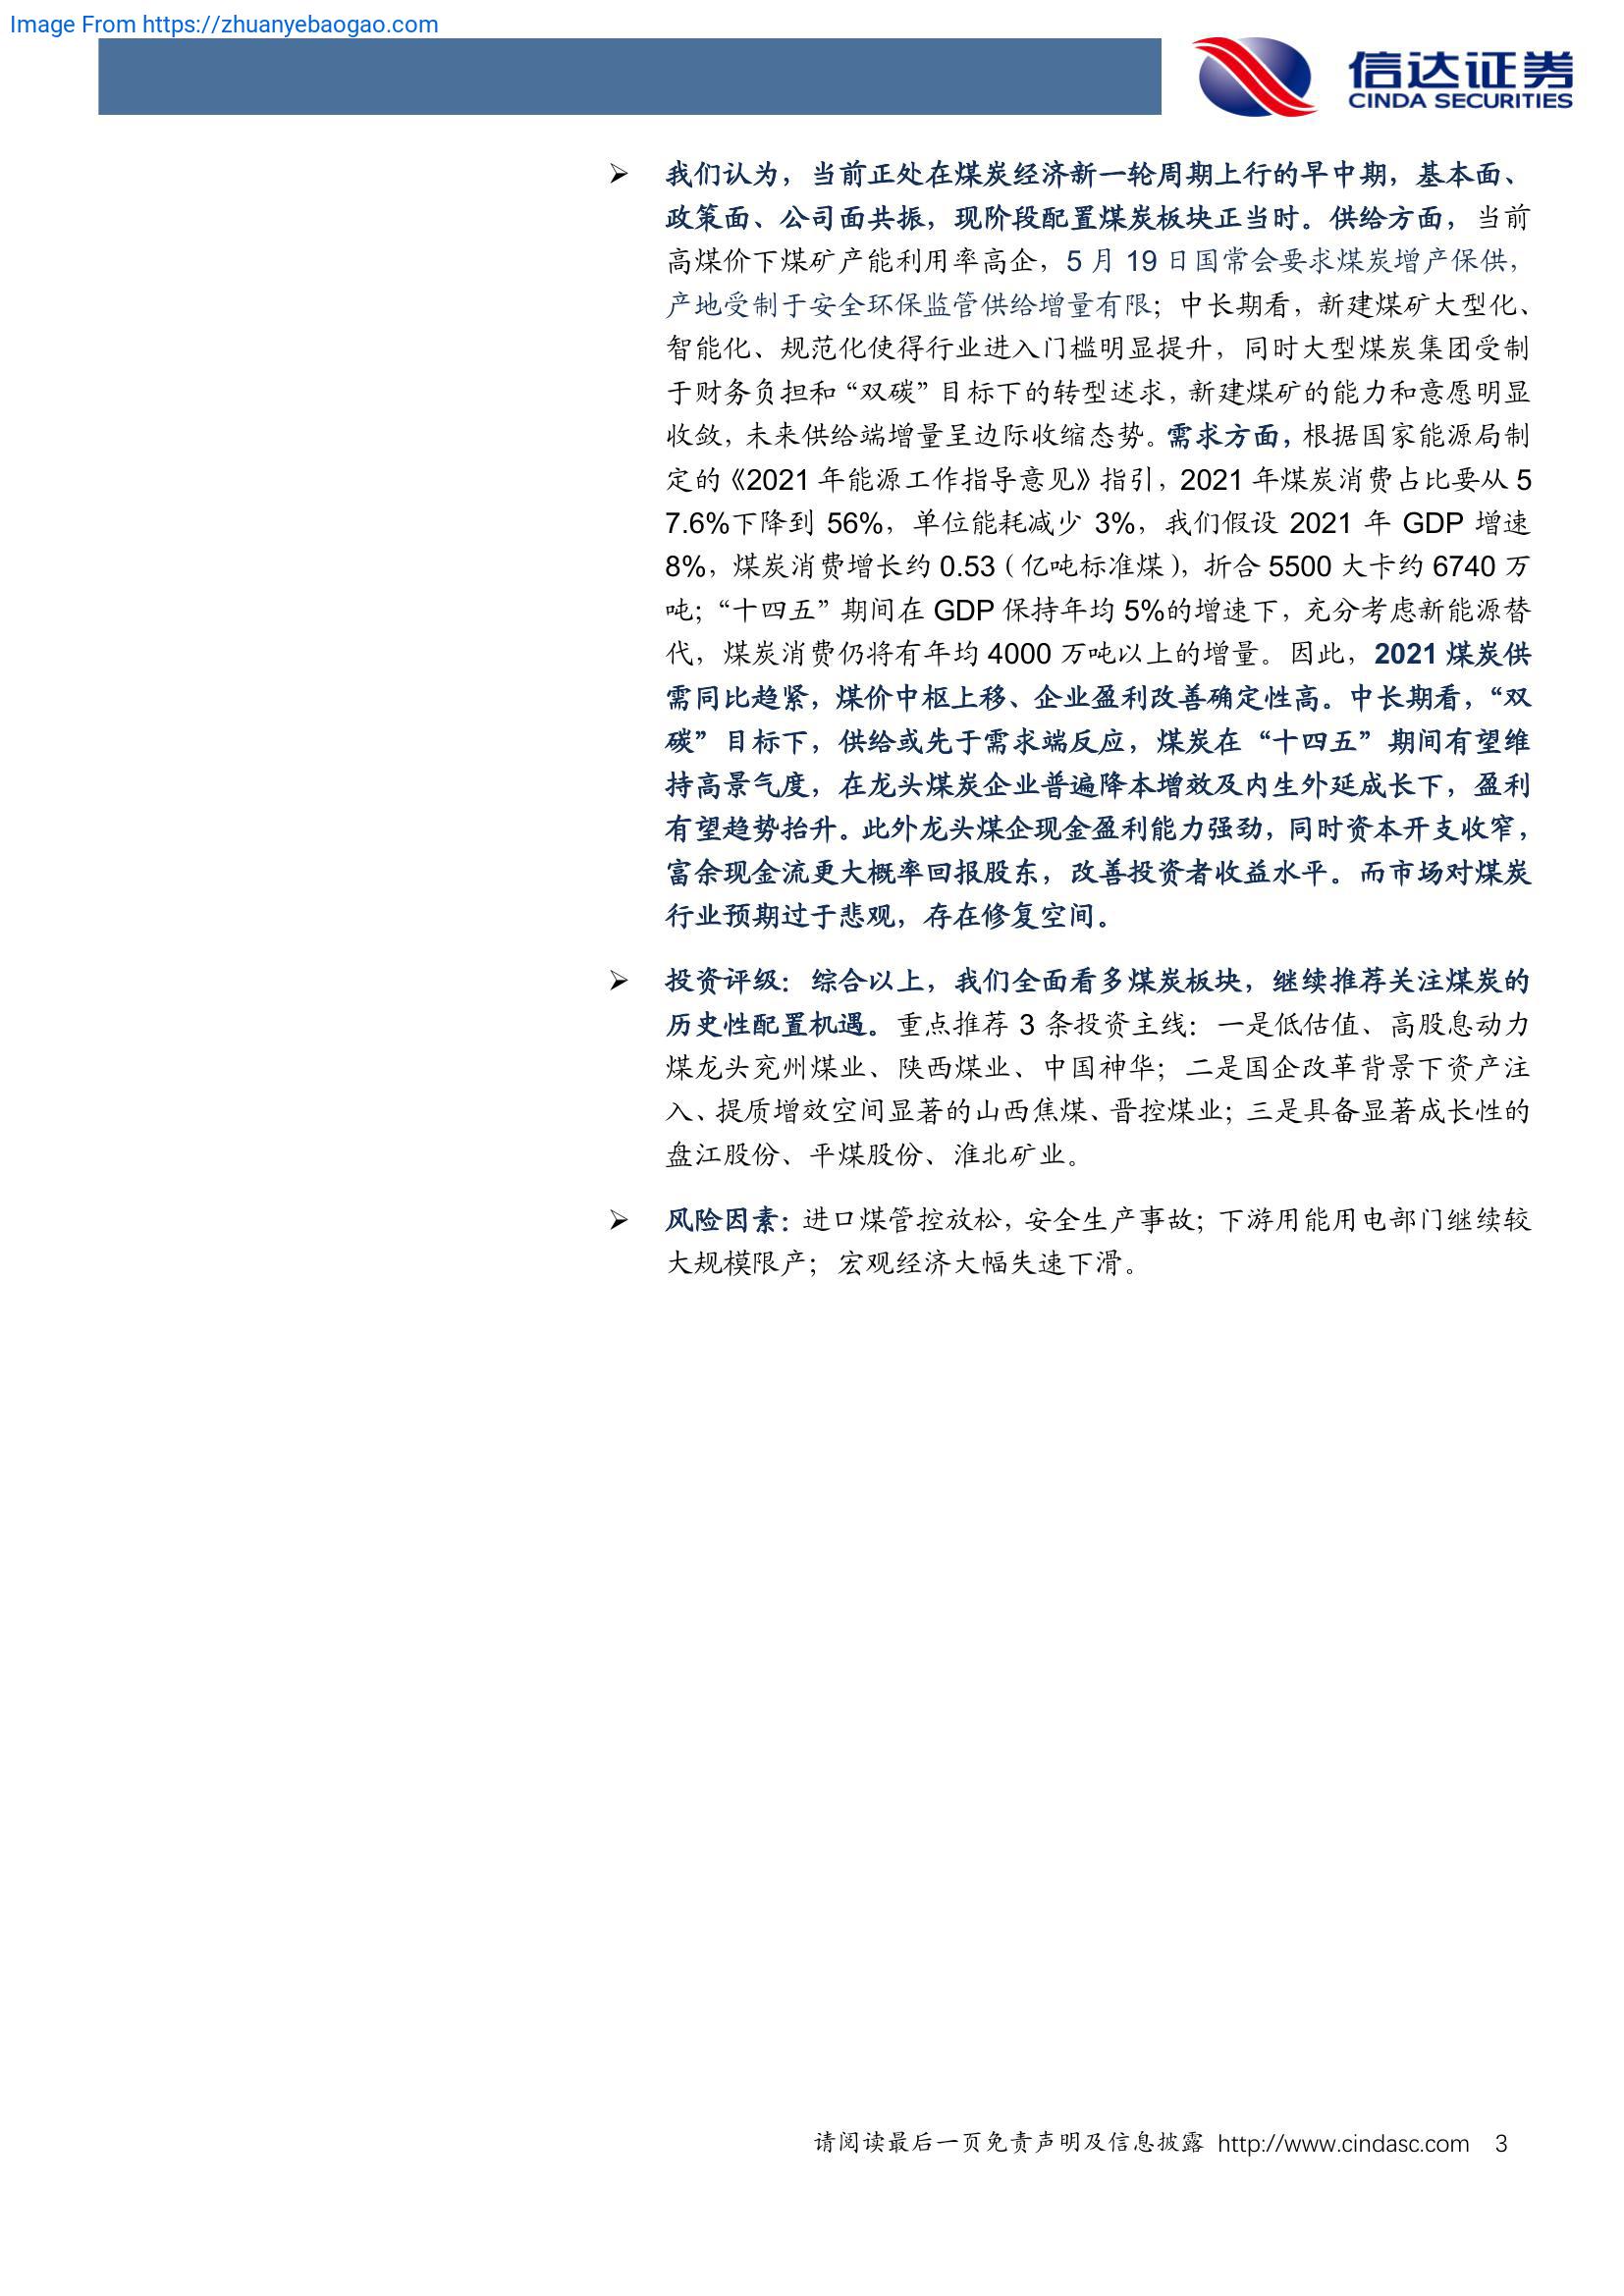 Image From https://zhuanyebaogao.com
信达证券
CINDA SECURITIES
➢ 我们认为，当前正处在煤炭经济新一轮周期上行的早中期，基本面、
政策面、公司面共振，现阶段配置煤炭板块正当时。供给方面，当前
高煤价下煤矿产能利用率高企，5 月 19 日国常会要求煤炭增产保供，
产地受制于安全环保监管供给增量有限；中长期看，新建煤矿大型化、
智能化、规范化使得行业进入门槛明显提升，同时大型煤炭集团受制
于财务负担和“双碳”目标下的转型述求，新建煤矿的能力和意愿明显
收敛，未来供给端增量呈边际收缩态势。需求方面，根据国家能源局制
定的《2021 年能源工作指导意见》指引，2021 年煤炭消费占比要从 5
7.6%下降到 56%，单位能耗减少 3%，我们假设 2021 年 GDP 增速
8%，煤炭消费增长约 0.53（亿吨标准煤），折合 5500 大卡约 6740 万
吨；“十四五”期间在 GDP 保持年均 5%的增速下，充分考虑新能源替
代，煤炭消费仍将有年均 4000 万吨以上的增量。因此，2021 煤炭供
需同比趋紧，煤价中枢上移、企业盈利改善确定性高。中长期看，“双
碳”目标下，供给或先于需求端反应，煤炭在“十四五”期间有望维
持高景气度，在龙头煤炭企业普遍降本增效及内生外延成长下，盈利
有望趋势抬升。此外龙头煤企现金盈利能力强劲，同时资本开支收窄，
富余现金流更大概率回报股东，改善投资者收益水平。而市场对煤炭
行业预期过于悲观，存在修复空间。
➢ 投资评级：综合以上，我们全面看多煤炭板块，继续推荐关注煤炭的
历史性配置机遇。重点推荐 3 条投资主线：一是低估值、高股息动力
煤龙头兖州煤业、陕西煤业、中国神华；二是国企改革背景下资产注
入、提质增效空间显著的山西焦煤、晋控煤业；三是具备显著成长性的
盘江股份、平煤股份、淮北矿业。
➢ 风险因素：进口煤管控放松，安全生产事故；下游用能用电部门继续较
大规模限产；宏观经济大幅失速下滑。
请阅读最后一页免责声明及信息披露 http://www.cindasc.com 3